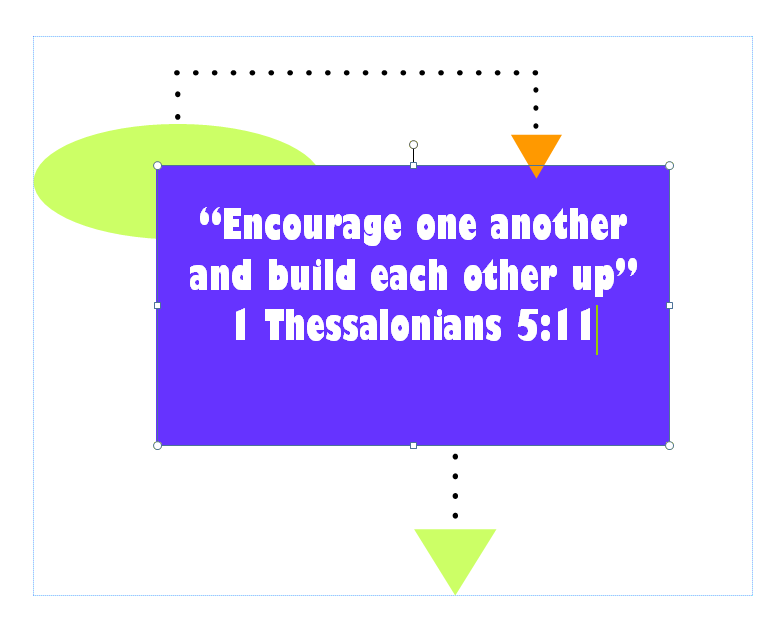 “Encourage one another
and build each other up”
1 Thessalonians 5:11